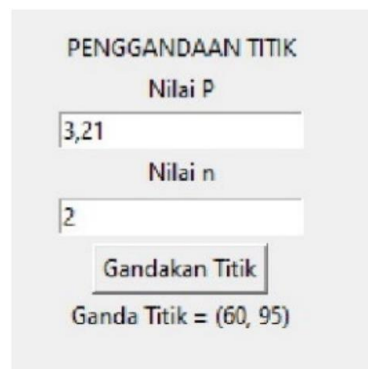 PENGGANDAAN TITIK
Nilai P
3,21
Nilai n
2
Gandakan Titik
Ganda Titik = (60, 95)